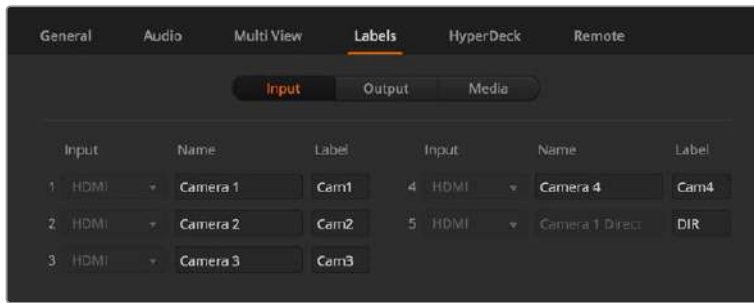 General Audio Multi View Labels HyperDeck Remote
Input Output Media
Input Name Label Input Name Label
1 HDMI Camera 1 Cam1 4 HDMI Camera 4 Cam4
2 HDMI Camera 2 Cam2 5 HDMI Camera 1 Direct DIR
3 HDMI Camera 3 Cam3